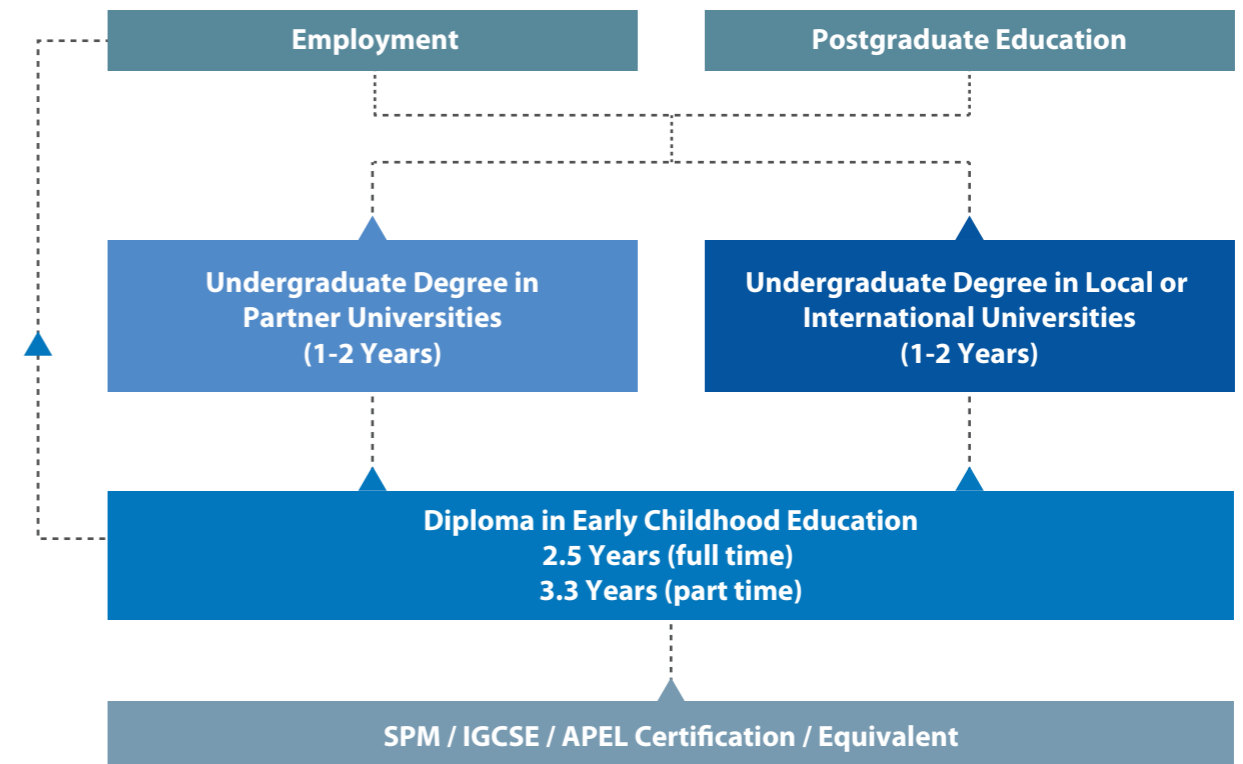 Employment
Postgraduate Education
Undergraduate Degree in
Partner Universities
(1-2 Years)
Undergraduate Degree in Local or
International Universities
(1-2 Years)
Diploma in Early Childhood Education
2.5 Years (full time)
3.3 Years (part time)
SPM / IGCSE / APEL Certification / Equivalent